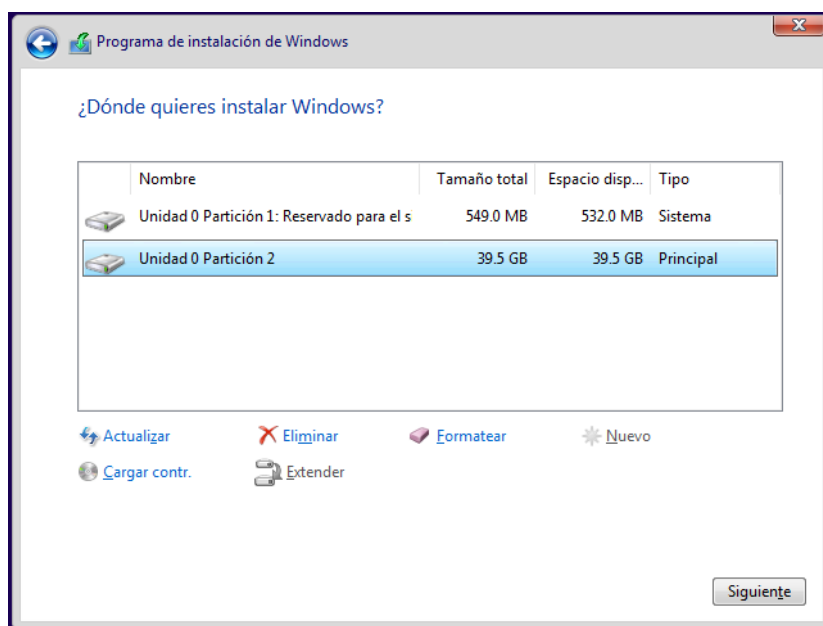 Programa de instalación de Windows
¿Dónde quieres instalar Windows?
Nombre Tamaño total Espacio disp... Tipo
Unidad 0 Partición 1: Reservado para el s 549.0 MB 532.0 MB Sistema
Unidad 0 Partición 2 39.5 GB 39.5 GB Principal
Actualizar Eliminar Formatear Nuevo
Cargar contr. Extender
Siguiente